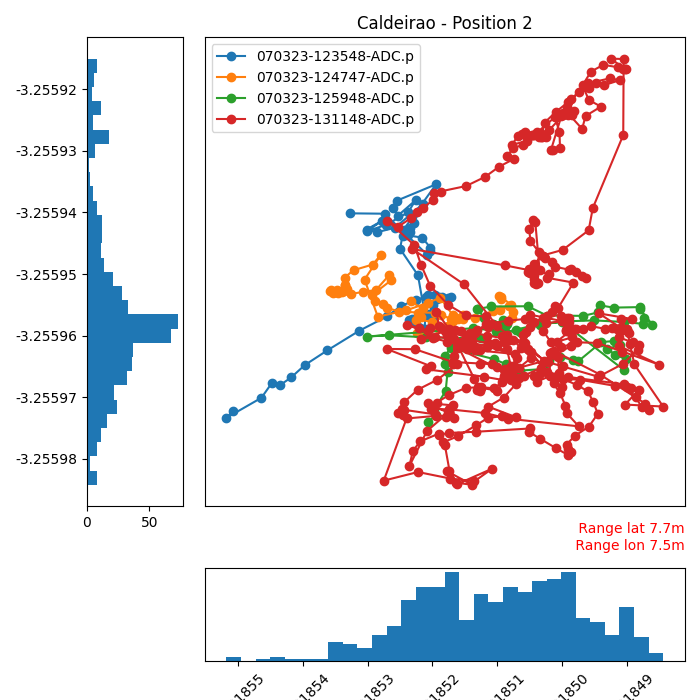 Caldeirao - Position 2
070323-123548-ADC.p
070323-124747-ADC.p
070323-125948-ADC.p
070323-131148-ADC.p
-3.25592
-3.25593
-3.25594
-3.25595
-3.25596
-3.25597
-3.25598
0
50
Range lat 7.7m
Range lon 7.5m
1855
1854
1853
1852
1851
1850
1849